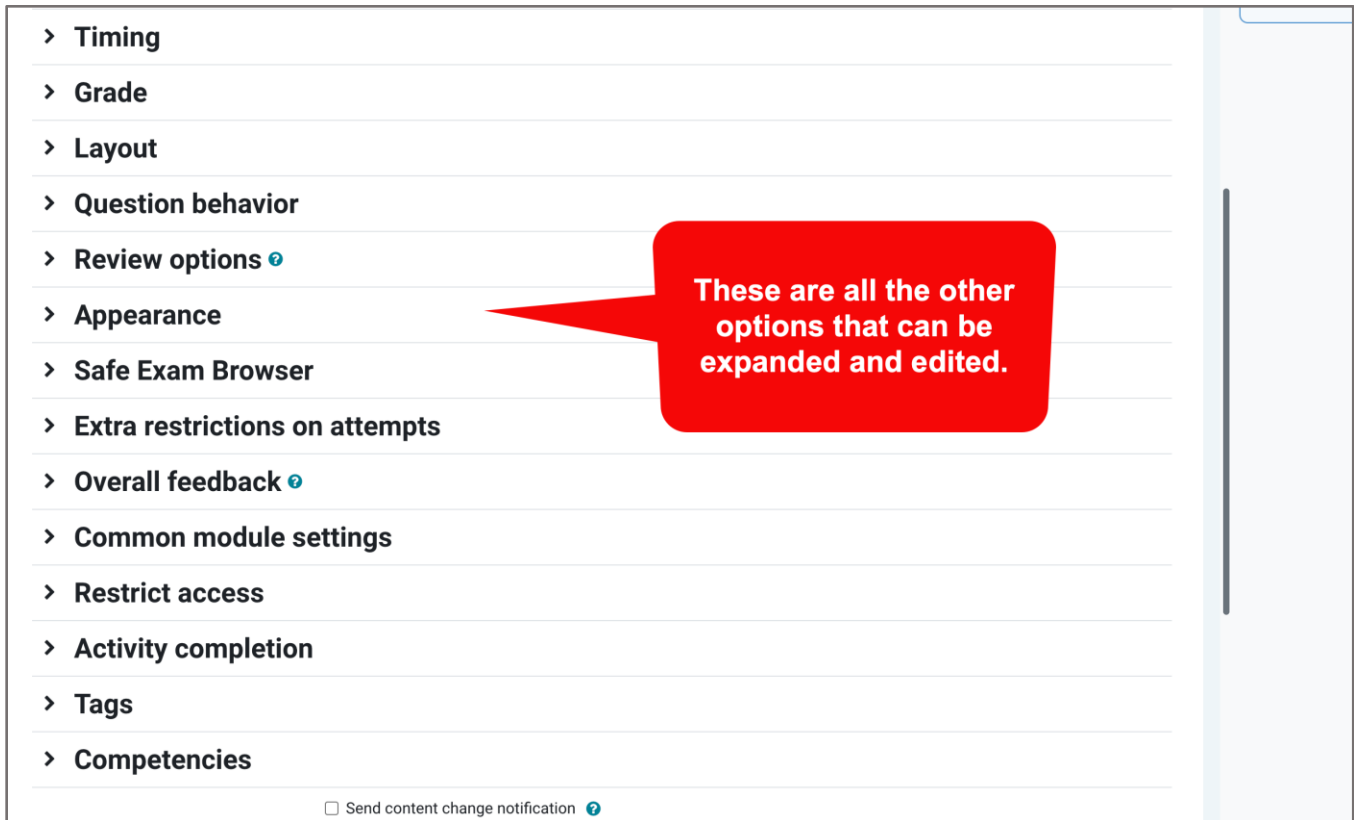 Timing
Grade
Layout
Question behavior
Review options
Appearance
Safe Exam Browser
Extra restrictions on attempts
Overall feedback
Common module settings
Restrict access
Activity completion
Tags
Competencies
Send content change notification
These are all the other
options that can be
expanded and edited.